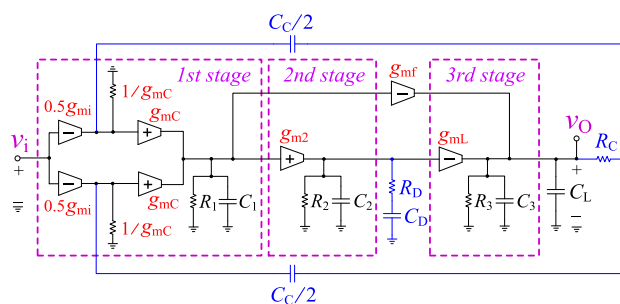 C_C/2
1st stage
2nd stage
3rd stage
g_mf
1/g_mC
0.5g_mi
g_mC
v_i
+
g_m2
g_mL
v_O
+
R_C
0.5g_mi
g_mC
1/g_mC
R_1
C_1
R_2
C_2
R_D
C_D
R_3
C_3
C_L
C_C/2